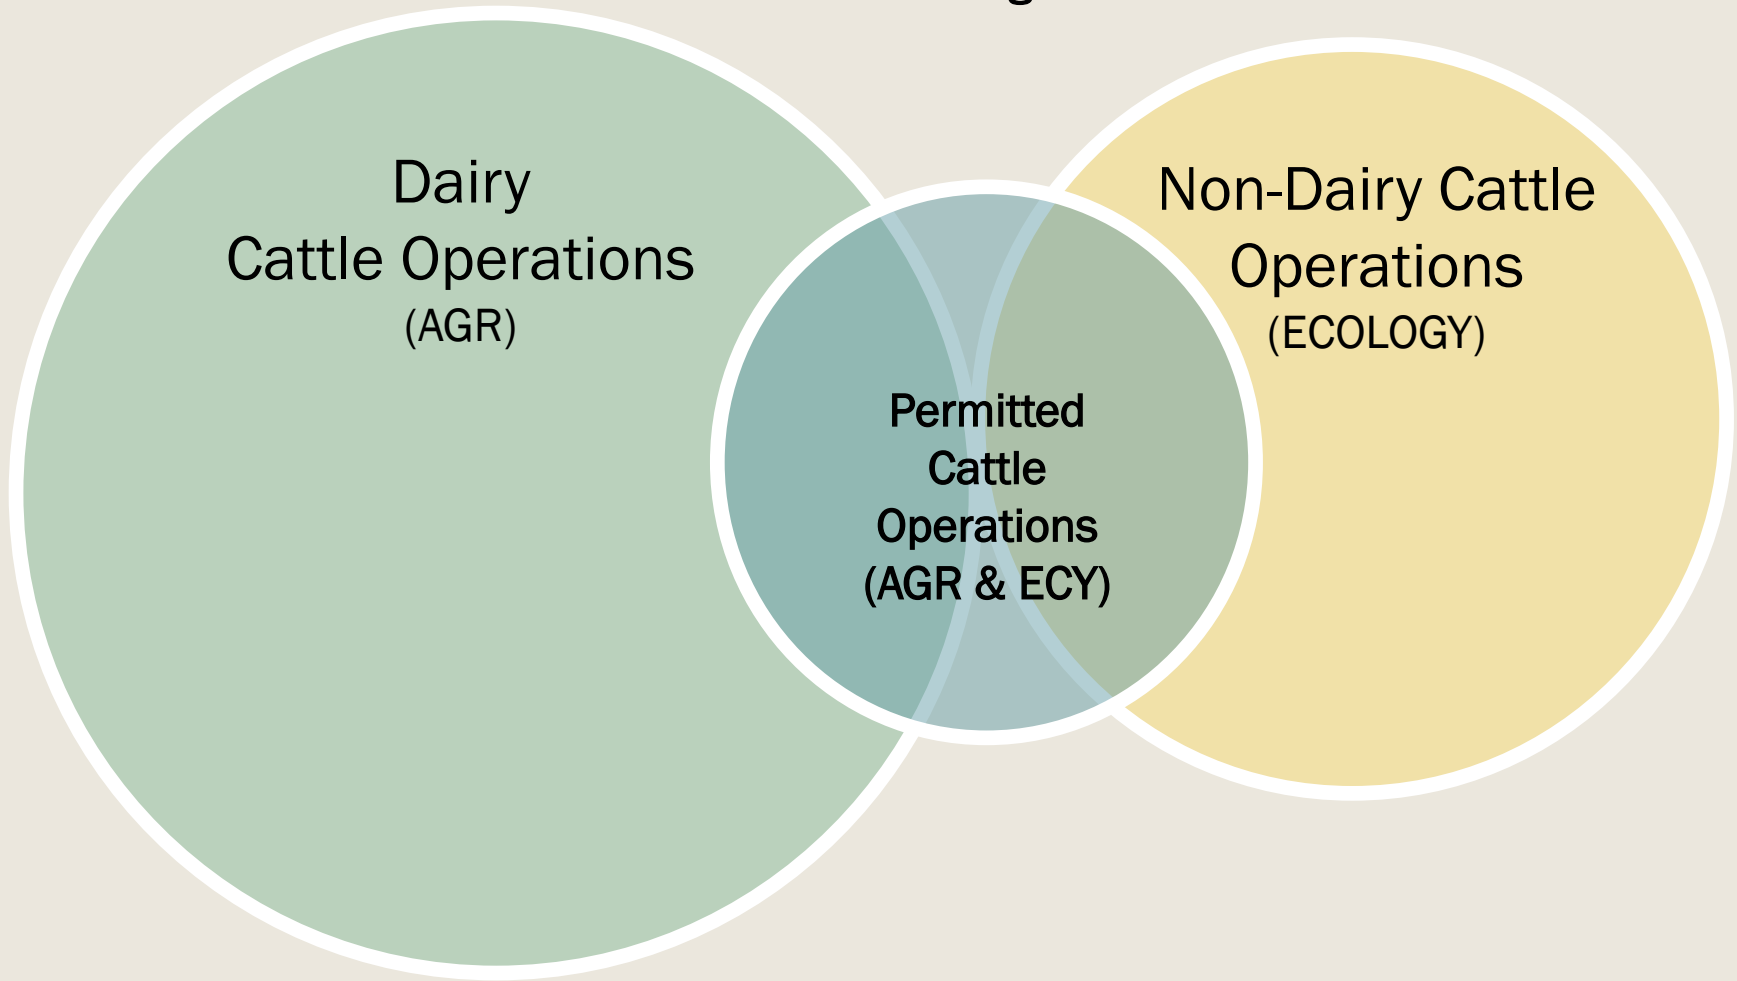 Dairy
Cattle Operations
(AGR)
Non-Dairy Cattle
Operations
(ECOLOGY)
Permitted
Cattle
Operations
(AGR & ECY)